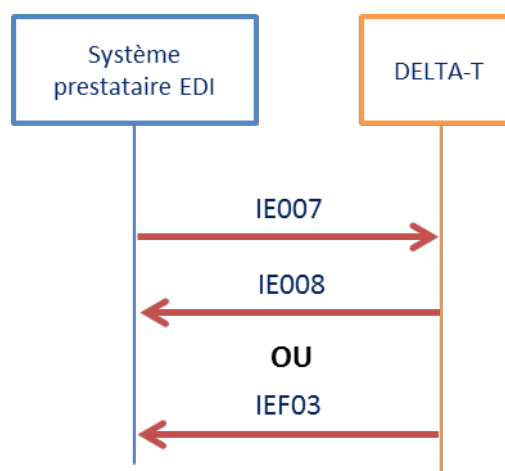 Système
prestataire EDI
DELTA-T
IE007
IE008
OU
IEF03